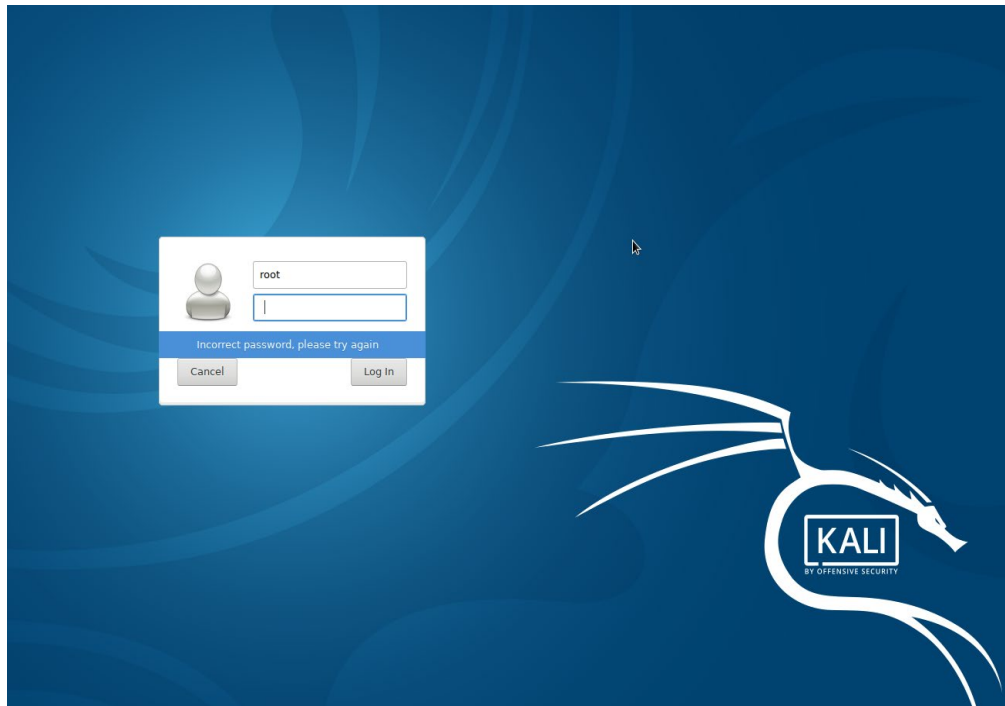 root
Incorrect password, please try again
Cancel
Log In
KALI
BY OFFENSIVE SECURITY